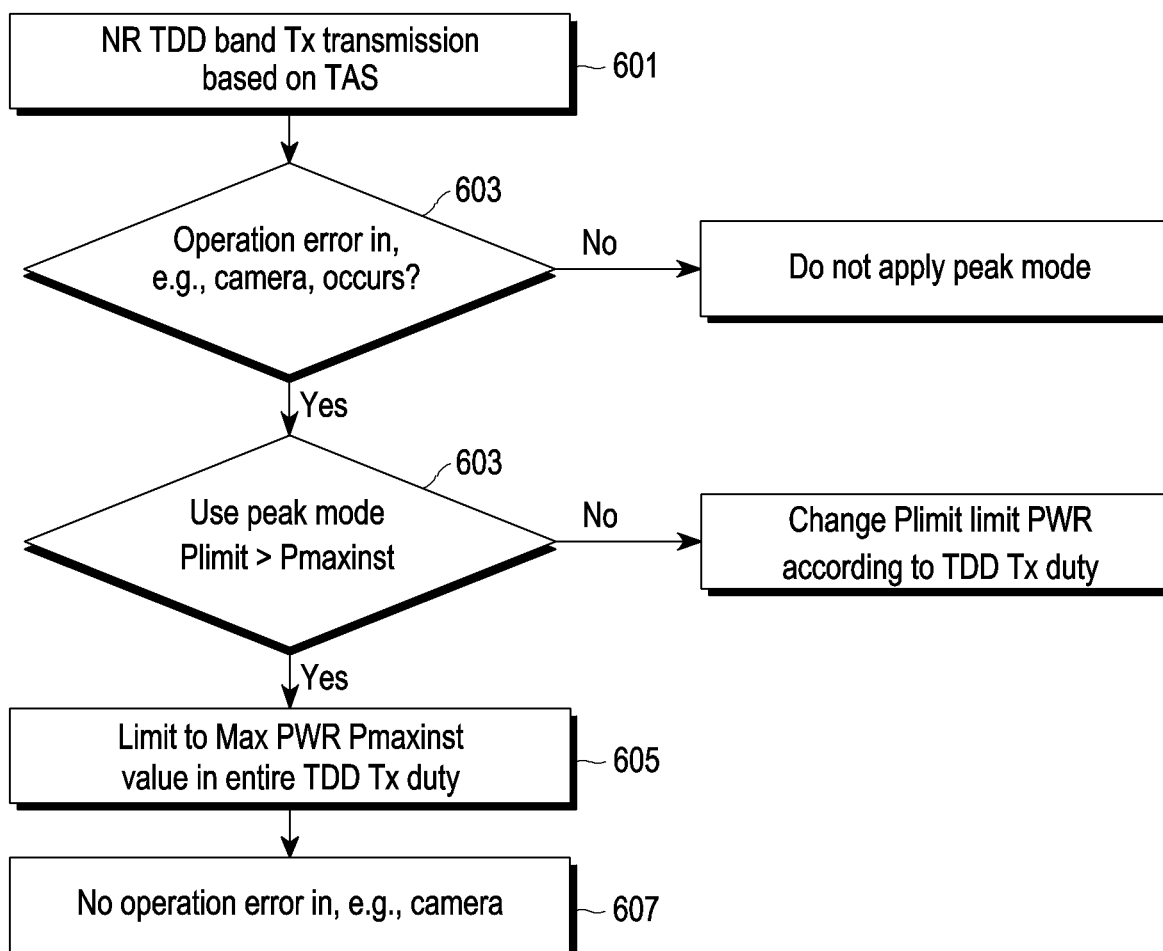 NR TDD band Tx transmission
based on TAS
601
603
Operation error in,
e.g., camera, occurs?
No
Do not apply peak mode
Yes
603
Use peak mode
Plimit > Pmaxinst
No
Change Plimit limit PWR
according to TDD Tx duty
Yes
Limit to Max PWR Pmaxinst
value in entire TDD Tx duty
605
No operation error in, e.g., camera
607